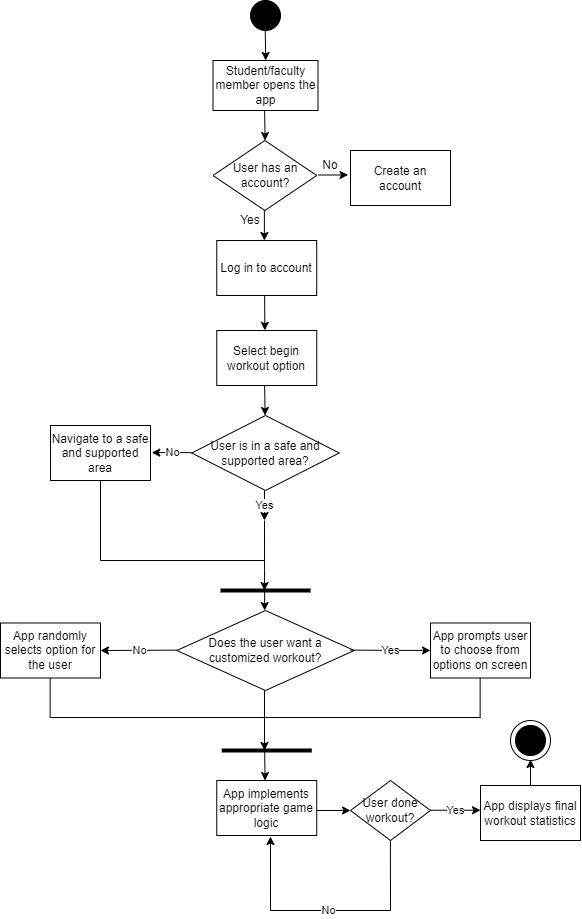 Student/faculty
member opens the
app
User has an
account?
No
Create an
account
Yes
Log in to account
Select begin
workout option
Navigate to a safe
and supported
area
No
User is in a safe and
supported area?
Yes
App randomly
selects option for
the user
No
Does the user want a
customized workout?
Yes
App prompts user
to choose from
options on screen
App implements
appropriate game
logic
User done
workout?
Yes
App displays final
workout statistics
No